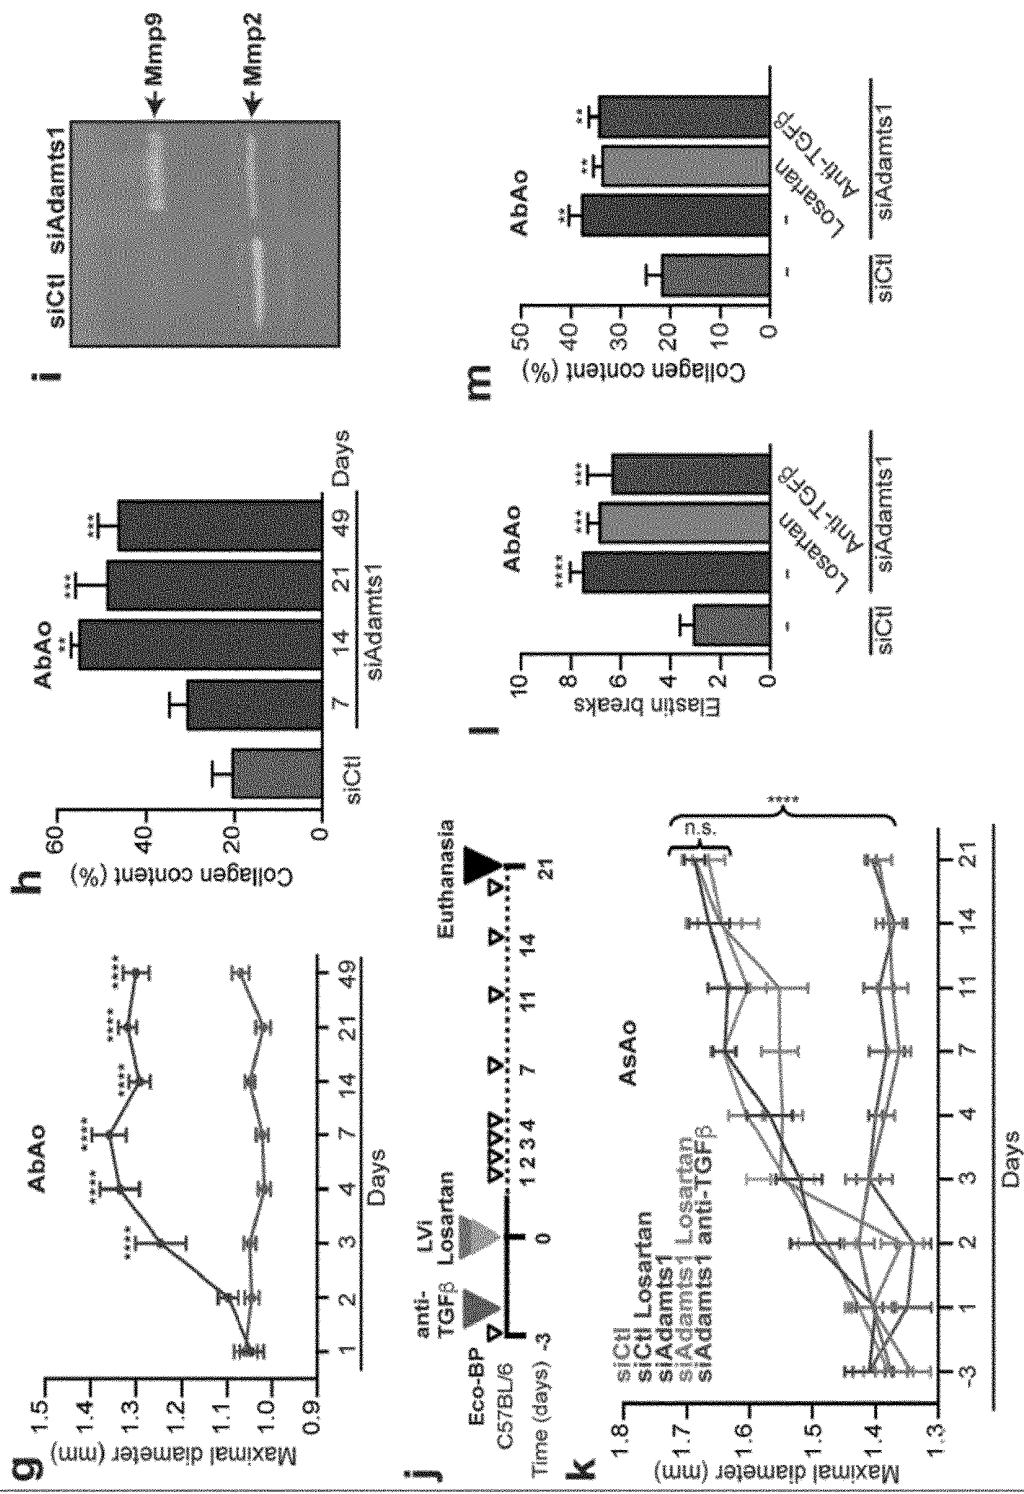 g
AbAo
Maximal diameter (mm)
1.5
1.4
1.3
1.2
1.1
1.0
0.9
****
****
****
****
****
****
1 2 3 4 7 14 21 49
Days
h
AbAo
Collagen content (%)
60
40
20
0
**
***
***
siCtl 7 14 21 49 Days
siAdamts1
i
siCtl siAdamts1
Mmp9
Mmp2
j
anti-
TGFβ
LVi
Losartan
Euthanasia
Eco-BP
C57BL/6
Time (days) -3 0 1 2 3 4 7 11 14 21
k
AsAo
Maximal diameter (mm)
1.8
1.7
1.6
1.5
1.4
1.3
siCtl
siCtl Losartan
siAdamts1
siAdamts1 Losartan
siAdamts1 anti-TGFβ
n.s.
****
-3 1 2 3 4 7 11 14 21
Days
l
AbAo
Elastin breaks
10
8
6
4
2
0
****
***
***
- - Losartan Anti-TGFβ
siCtl siAdamts1
m
AbAo
Collagen content (%)
50
40
30
20
10
0
**
**
**
- - Losartan Anti-TGFβ
siCtl siAdamts1